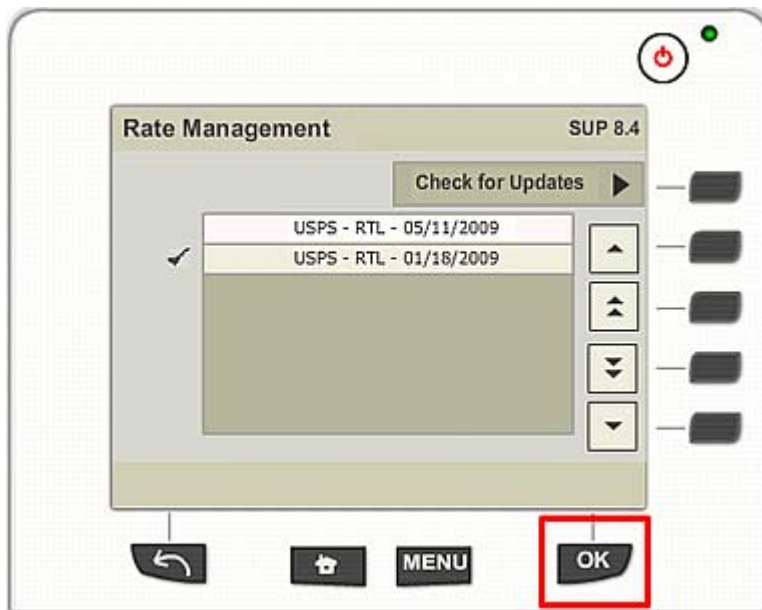 Rate Management SUP 8.4
Check for Updates
USPS - RTL - 05/11/2009
USPS - RTL - 01/18/2009
MENU OK